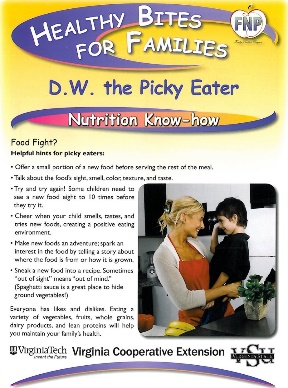 HEALTHY BITES
FOR FAMILIES
FNP
D.W. the Picky Eater
Nutrition Know-how
Food Fight?
Helpful hints for picky eaters:
• Offer a small portion of a new food before serving the rest of the meal.
• Talk about the food's sight, smell, color, texture, and taste.
• Try and try again! Some children need to
see a new food eight to 10 times before
they try it.
• Cheer when your child smells, tastes, and
tries new foods, creating a positive eating
environment.
• Make new foods an adventure; spark an
interest in the food by telling a story about
where the food is from or how it is grown.
• Sneak a new food into a recipe. Sometimes
"out of sight" means "out of mind."
(Spaghetti sauce is a great place to hide
ground vegetables!)
Everyone has likes and dislikes. Eating a
variety of vegetables, fruits, whole grains,
dairy products, and lean proteins will help
you maintain your family's health.
VirginiaTech
Invent the Future
Virginia Cooperative Extension
VSU